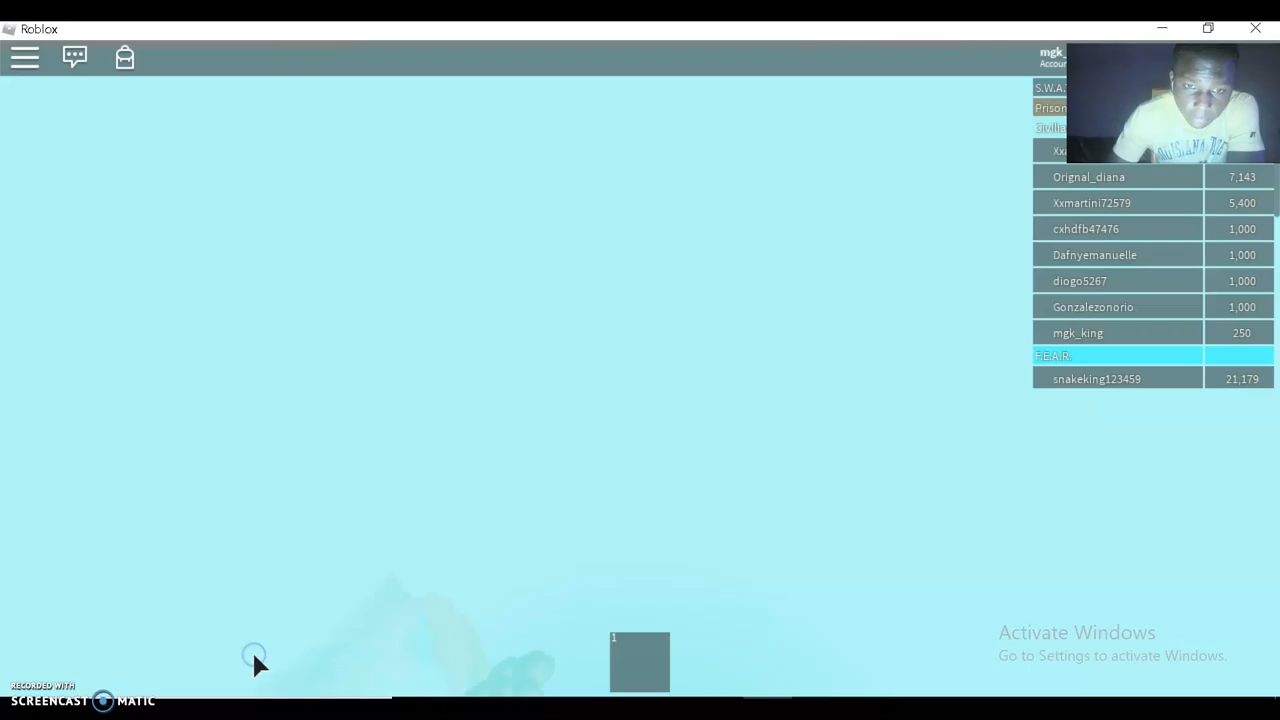 Roblox
mgk_
Accoun
S.W.A.
Prison
Civilia
Xxa
Orignal_diana 7,143
Xxmartini72579 5,400
cxhdfb47476 1,000
Dafnyemanuelle 1,000
diogo5267 1,000
Gonzalezonorio 1,000
mgk_king 250
F.E.A.R.
snakeking123459 21,179
1
Activate Windows
Go to Settings to activate Windows.
RECORDED WITH
SCREENCAST MATIC